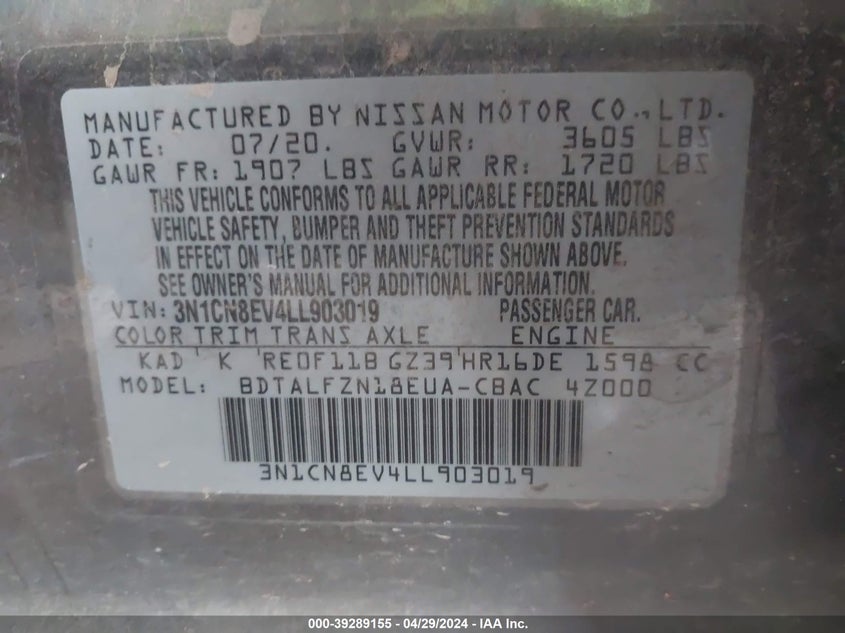 MANUFACTURED BY NISSAN MOTOR CO., LTD.
DATE: 07/20. GVWR: 3605 LBS
GAWR FR: 1907 LBS GAWR RR: 1720 LBS
THIS VEHICLE CONFORMS TO ALL APPLICABLE FEDERAL MOTOR
VEHICLE SAFETY, BUMPER AND THEFT PREVENTION STANDARDS
IN EFFECT ON THE DATE OF MANUFACTURE SHOWN ABOVE.
SEE OWNER'S MANUAL FOR ADDITIONAL INFORMATION.
VIN: 3N1CN8EV4LL903019 PASSENGER CAR.
COLOR TRIM TRANS AXLE ENGINE
KAD K RE0F11B GZ39 HR16DE 1598 CC
MODEL: BDTALFZN18EUA-CBAC 4Z000
3N1CN8EV4LL903019
000-39289155 - 04/29/2024 - IAA Inc.